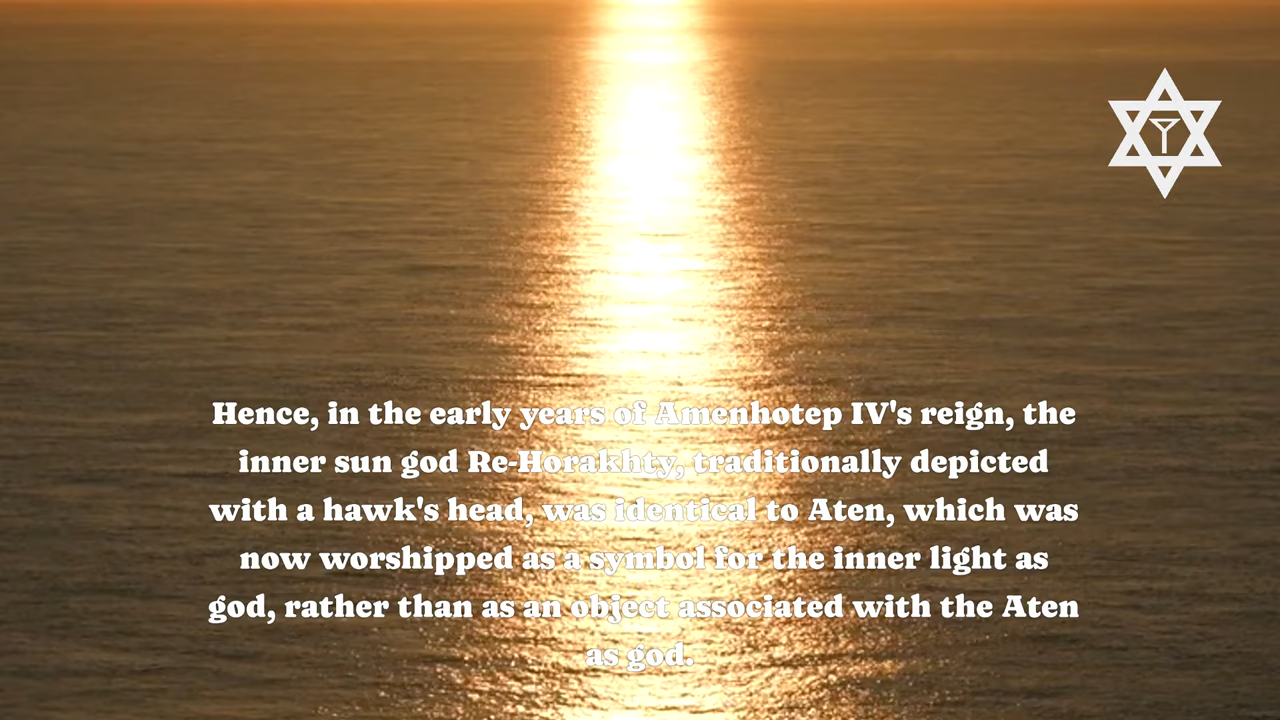 Hence, in the early years of Amenhotep IV's reign, the
inner sun god Re-Horakhty, traditionally depicted
with a hawk's head, was identical to Aten, which was
now worshipped as a symbol for the inner light as
god, rather than as an object associated with the Aten
as god.